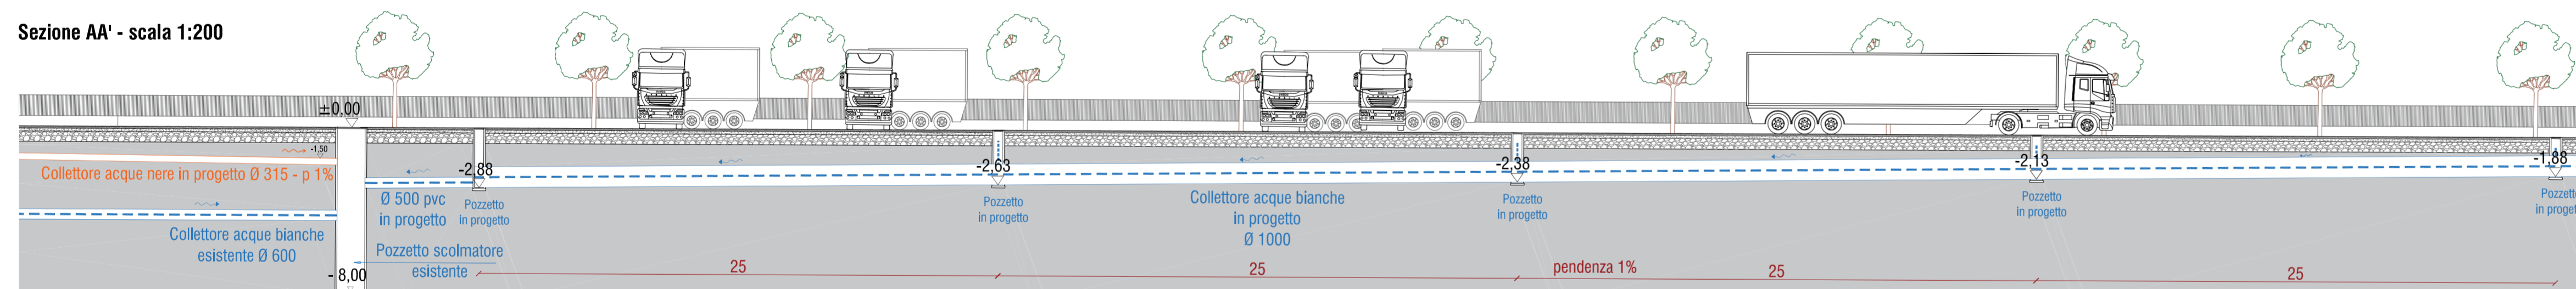 Sezione AA' - scala 1:200
±0,00
-1,50
Collettore acque nere in progetto Ø 315 - p 1%
-2,88
-2,63
-2,38
-2,13
-1,88
Ø 500 pvc
in progetto
Pozzetto
in progetto
Pozzetto
in progetto
Collettore acque bianche
in progetto
Ø 1000
Pozzetto
in progetto
Pozzetto
in progetto
Pozzett
in proget
Collettore acque bianche
esistente Ø 600
Pozzetto scolmatore
esistente
- 8,00
25
25
pendenza 1%
25
25